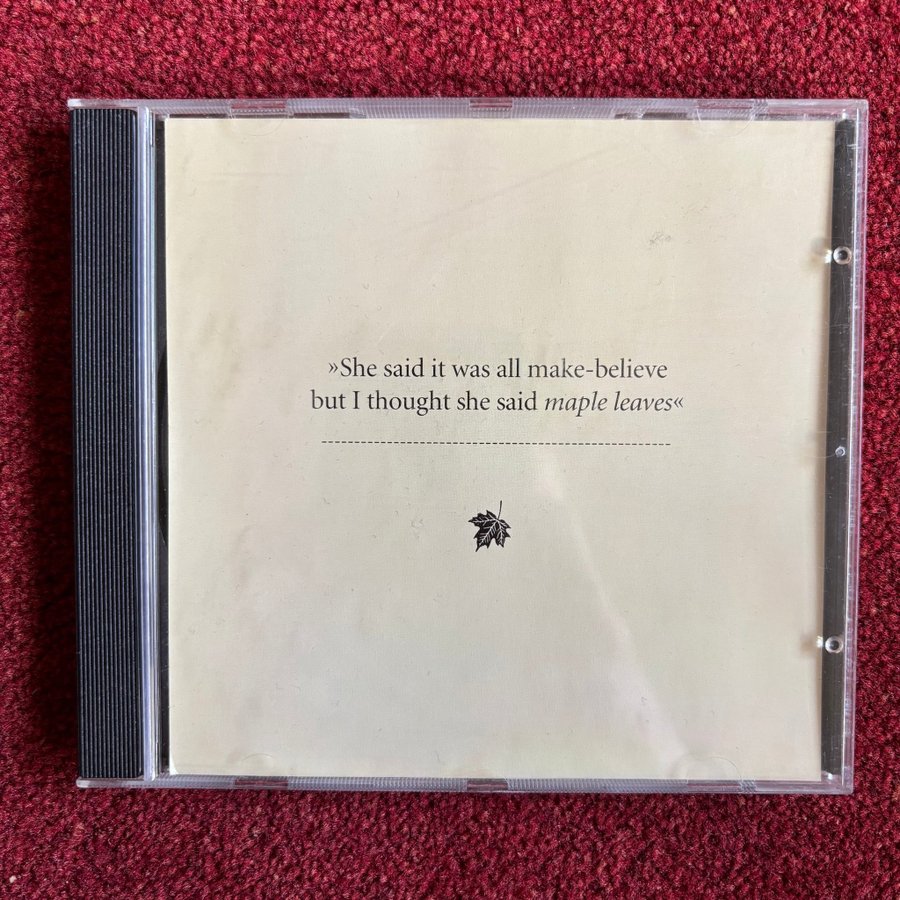 »She said it was all make-believe
but I thought she said maple leaves«